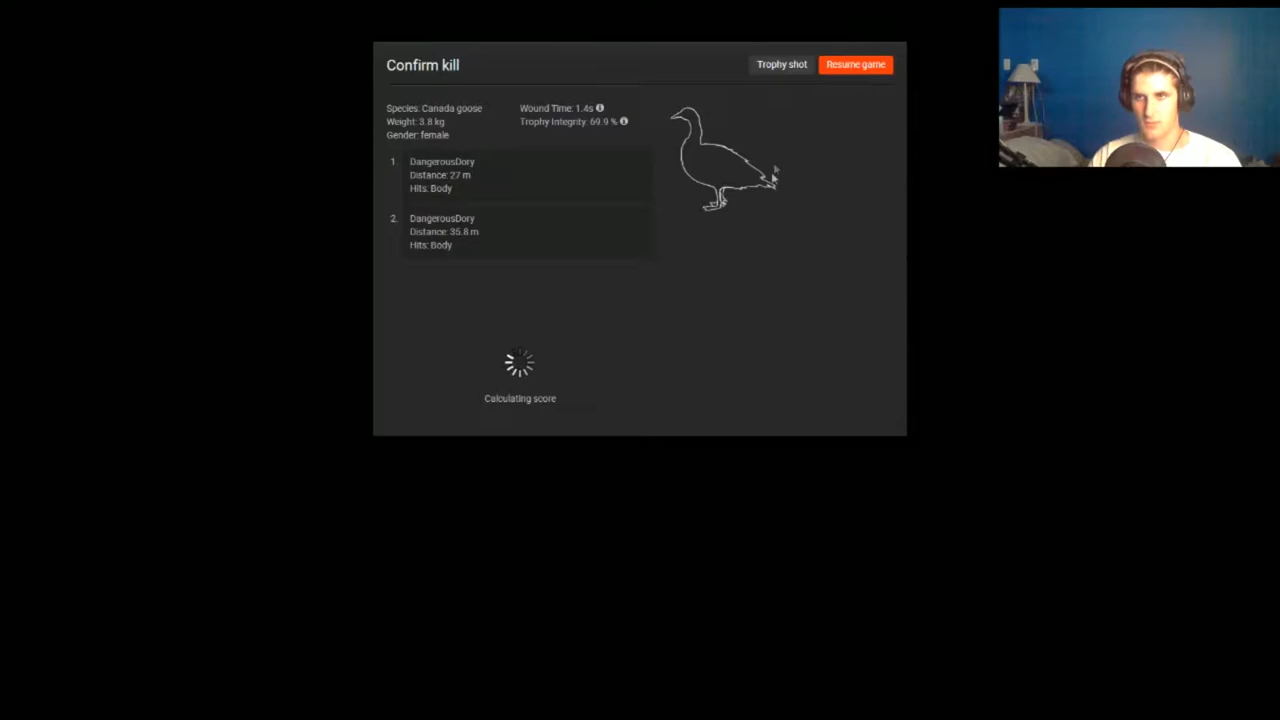 Confirm kill
Trophy shot
Resume game
Species: Canada goose
Weight: 3.8 kg
Gender: female
Wound Time: 1.4s
Trophy Integrity: 69.9 %
1. DangerousDory
Distance: 27 m
Hits: Body
2. DangerousDory
Distance: 35.8 m
Hits: Body
Calculating score